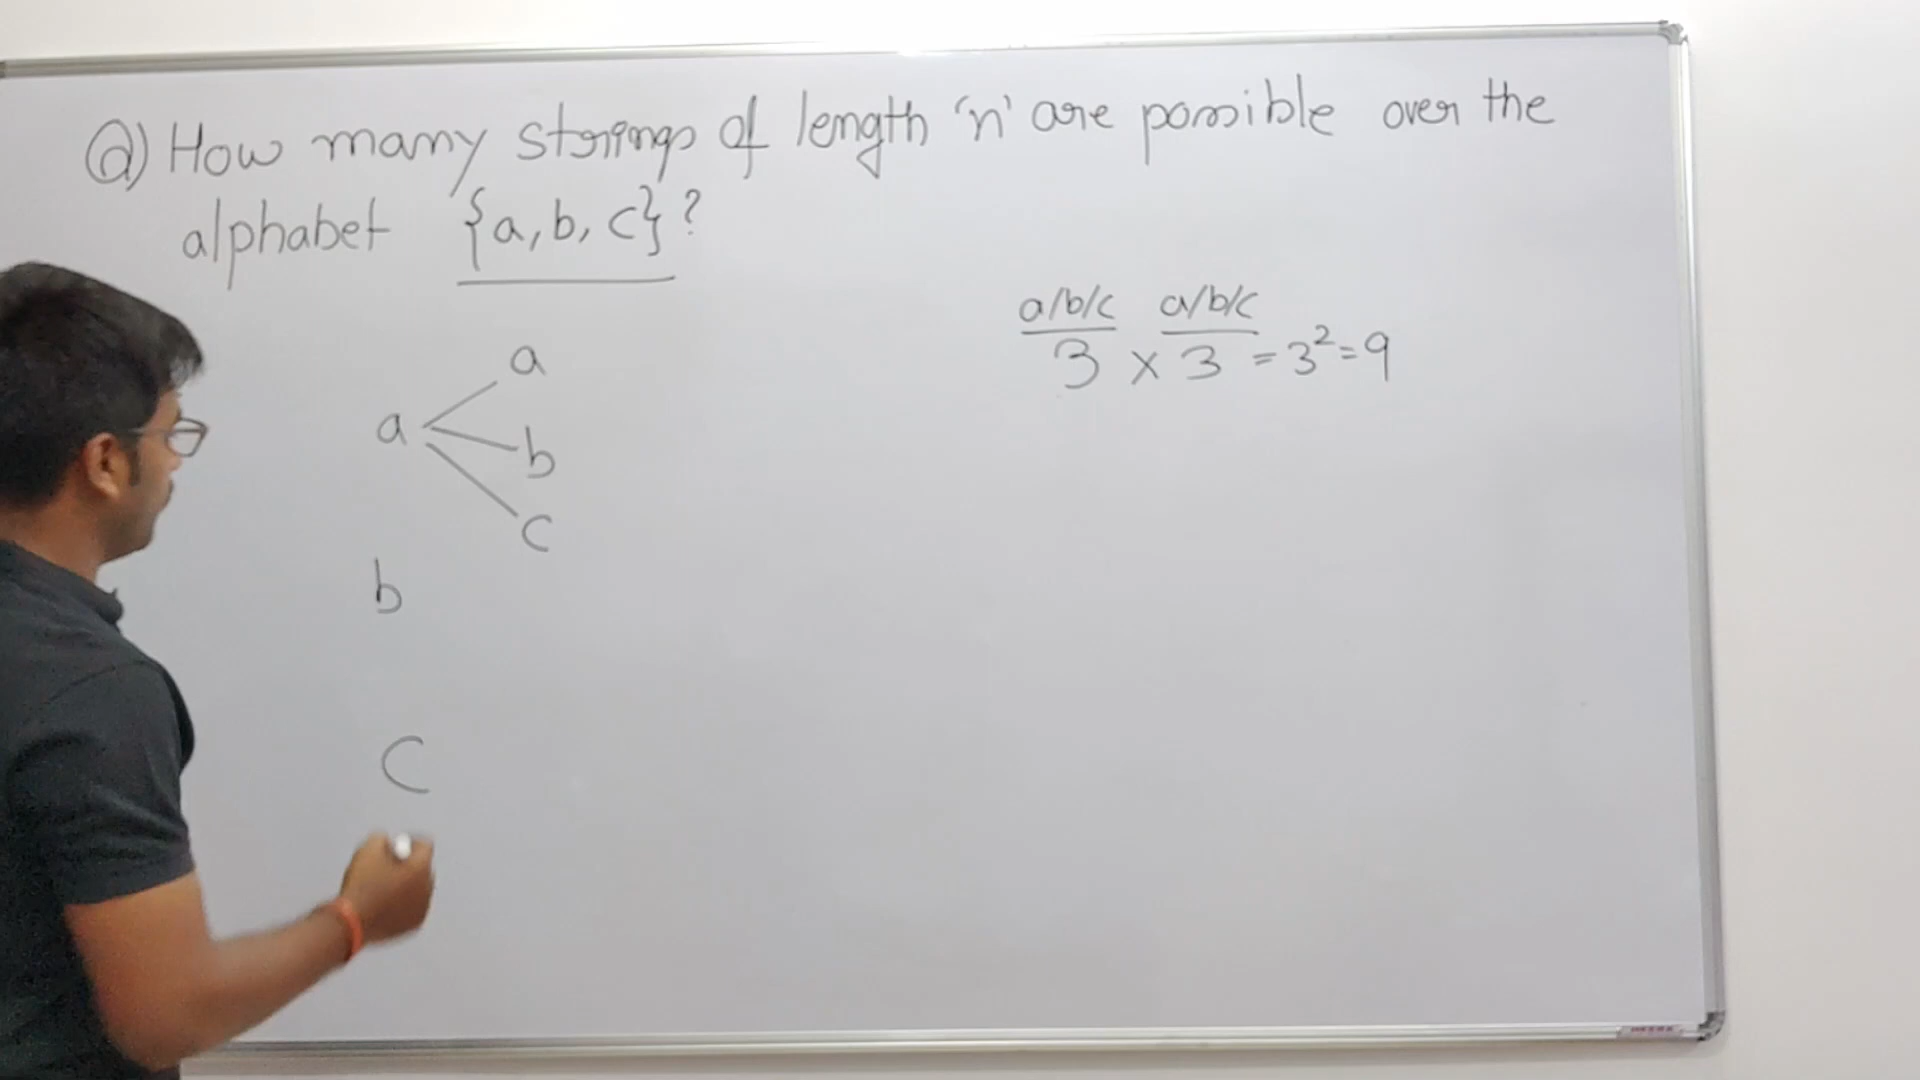 Q) How many strings of length 'n' are possible over the
alphabet {a, b, c}?
a/b/c a/b/c
3 x 3 = 3² = 9
a
a
b
c
b
c